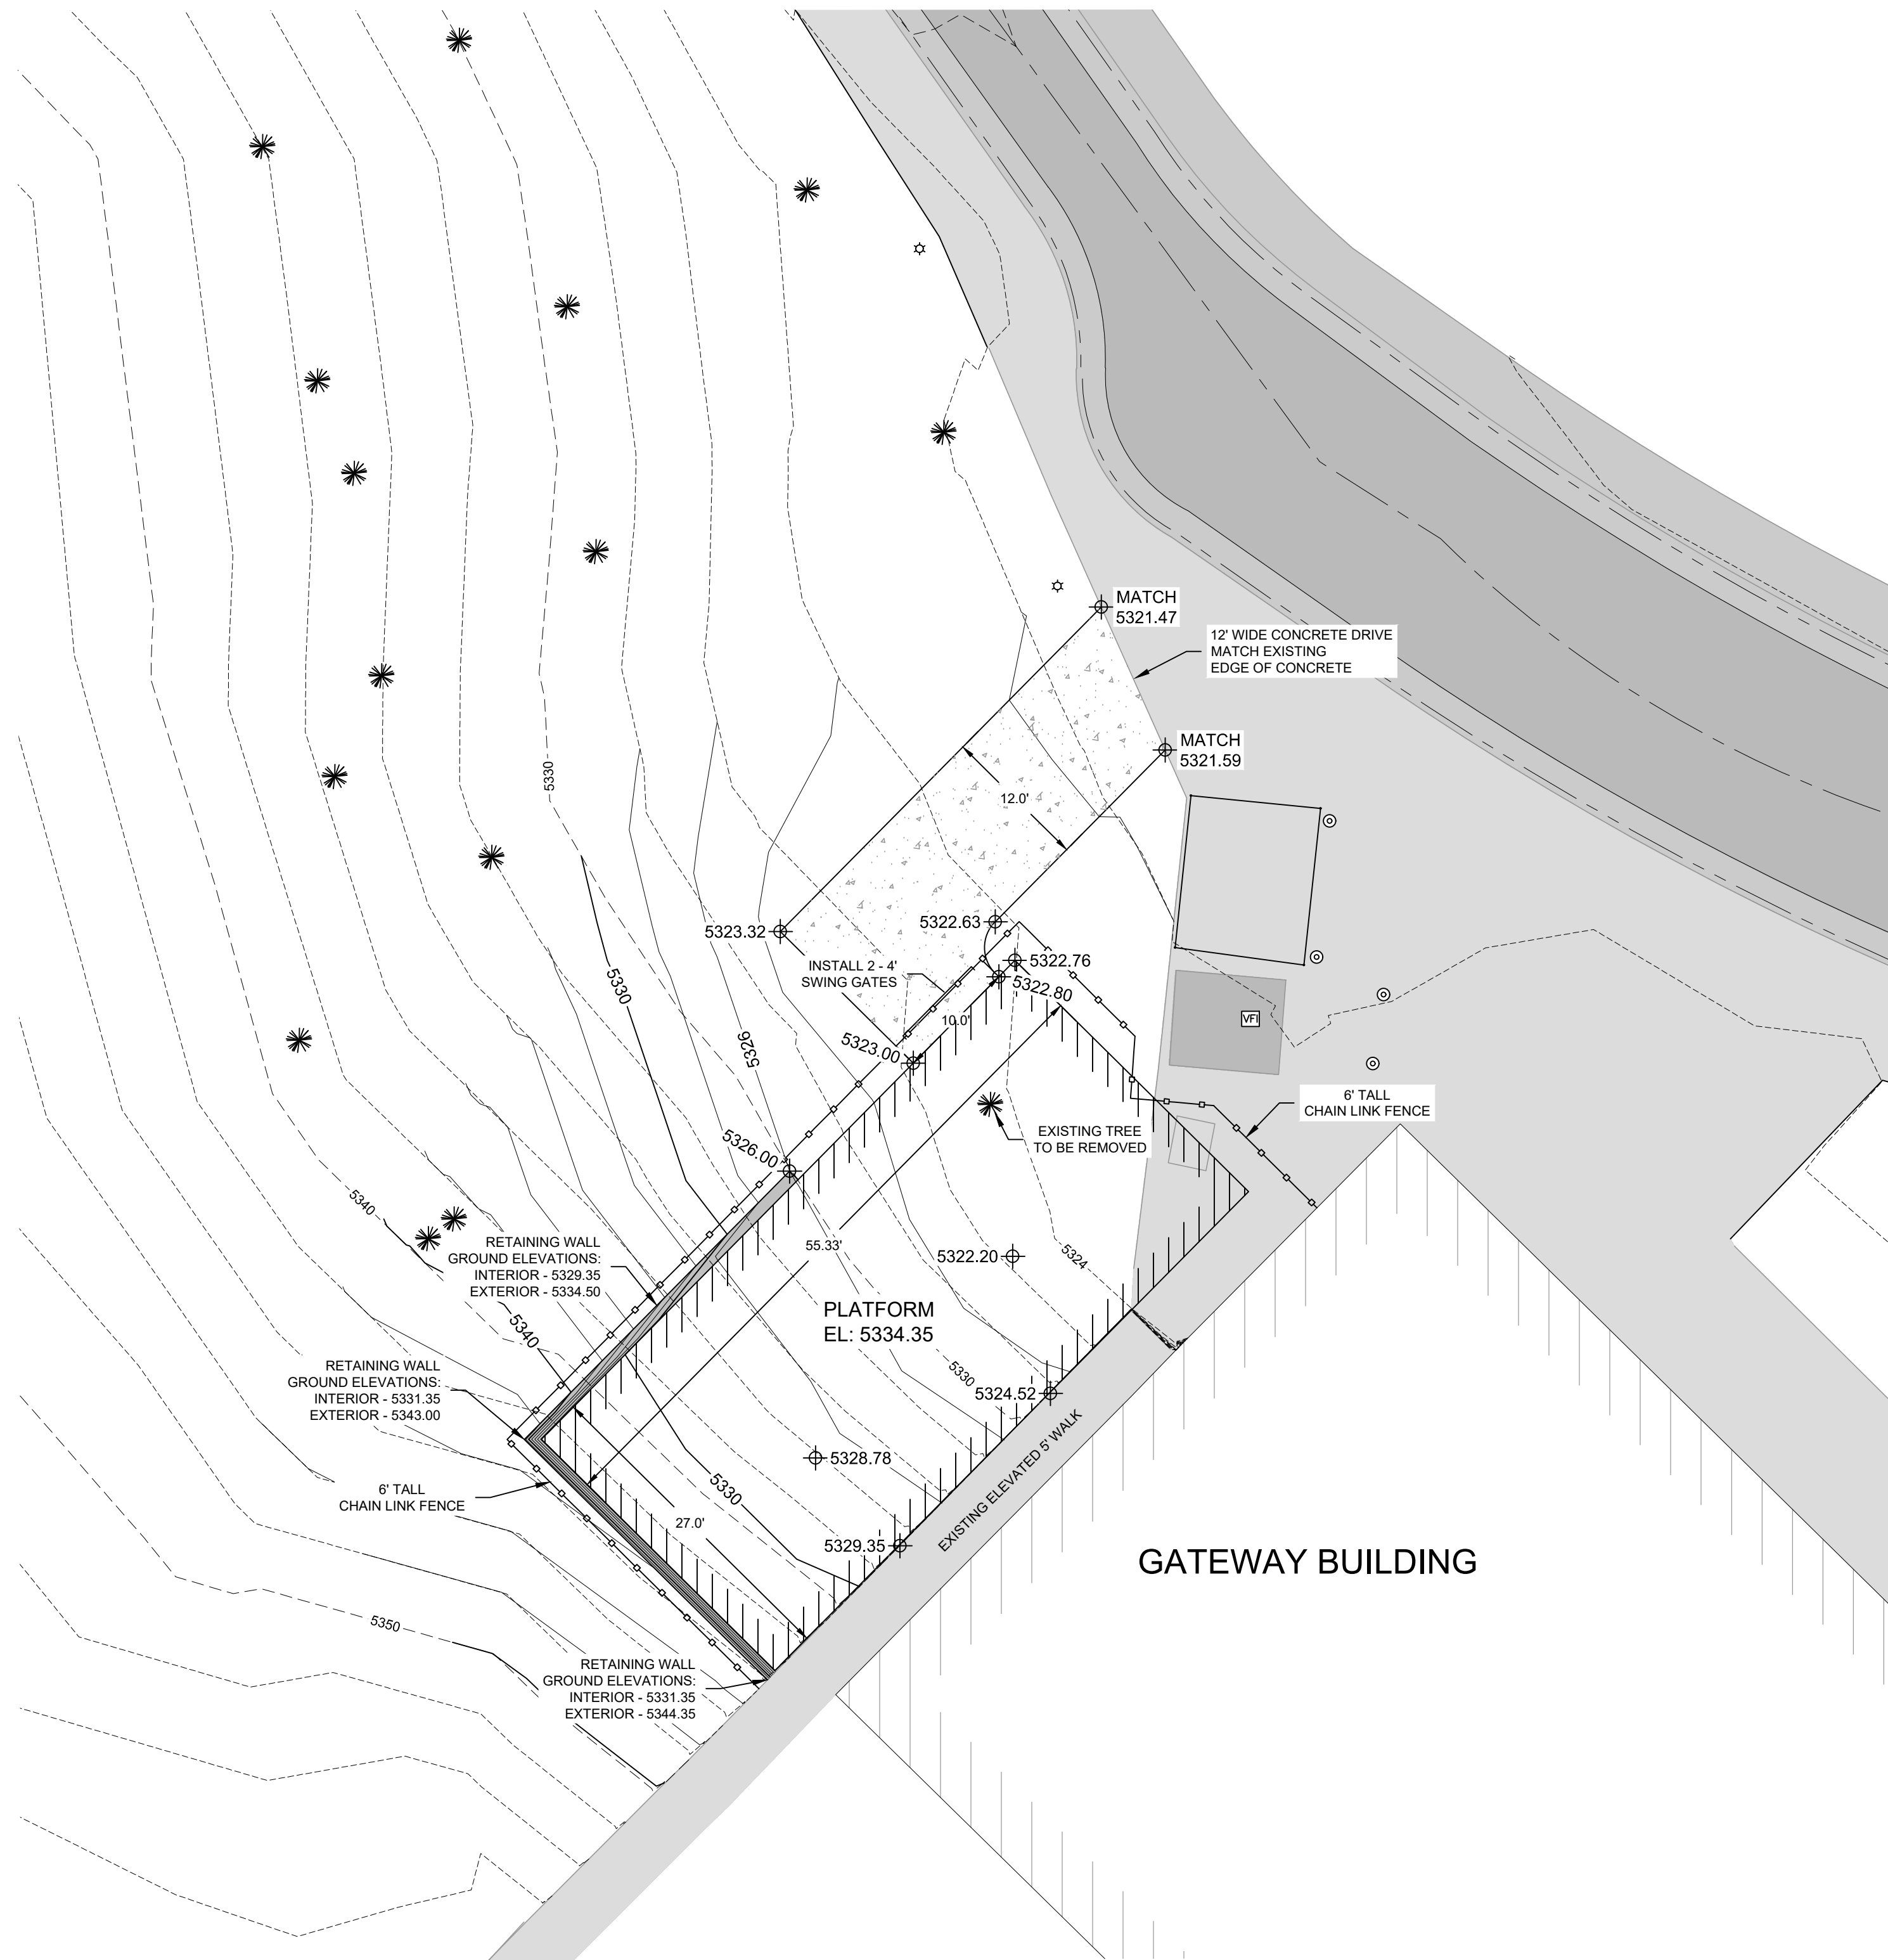 MATCH
5321.47
12' WIDE CONCRETE DRIVE
MATCH EXISTING
EDGE OF CONCRETE
MATCH
5321.59
5330
12.0'
5323.32
5322.63
INSTALL 2 - 4'
SWING GATES
5322.76
5322.80
5330
10.0'
VFI
5323.00
5326
6' TALL
CHAIN LINK FENCE
EXISTING TREE
TO BE REMOVED
5326.00
5340
RETAINING WALL
GROUND ELEVATIONS:
INTERIOR - 5329.35
EXTERIOR - 5334.50
55.33'
5322.20
5324
PLATFORM
EL: 5334.35
5340
RETAINING WALL
GROUND ELEVATIONS:
INTERIOR - 5331.35
EXTERIOR - 5343.00
5330
5324.52
EXISTING ELEVATED 5' WALK
5328.78
6' TALL
CHAIN LINK FENCE
5330
27.0'
5329.35
GATEWAY BUILDING
5350
RETAINING WALL
GROUND ELEVATIONS:
INTERIOR - 5331.35
EXTERIOR - 5344.35